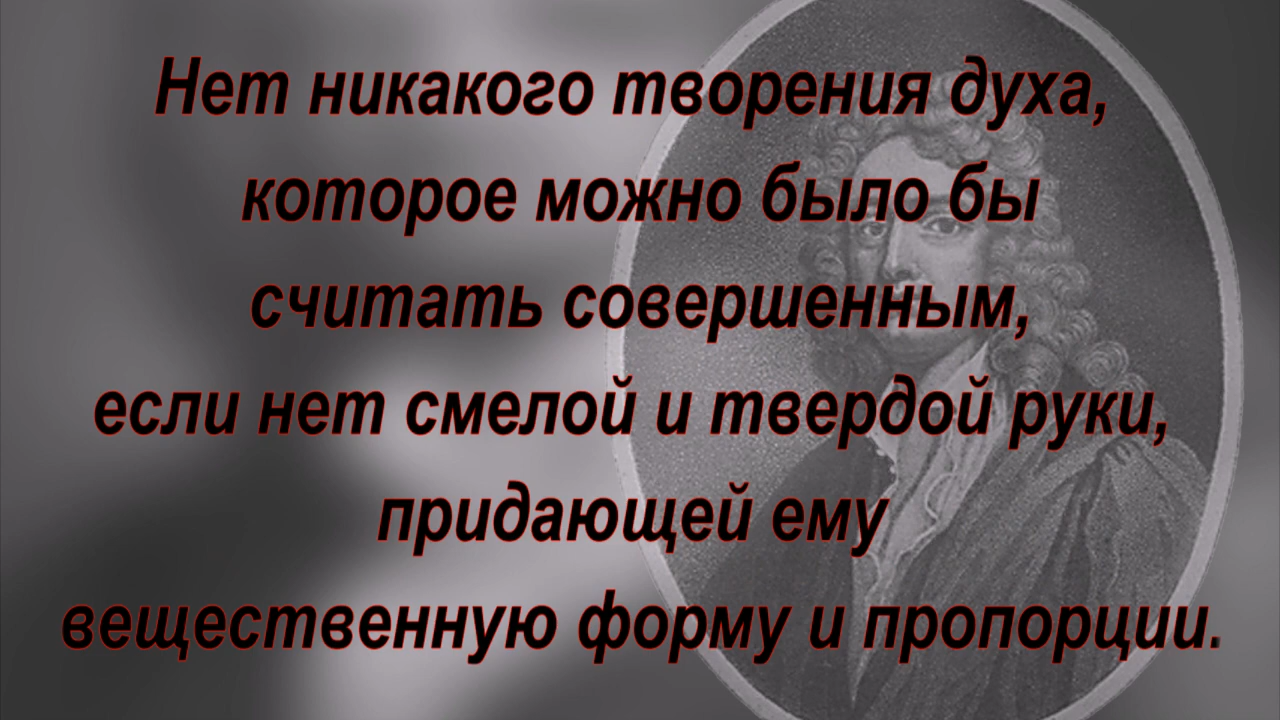 Нет никакого творения духа,
которое можно было бы
считать совершенным,
если нет смелой и твердой руки,
придающей ему
вещественную форму и пропорции.